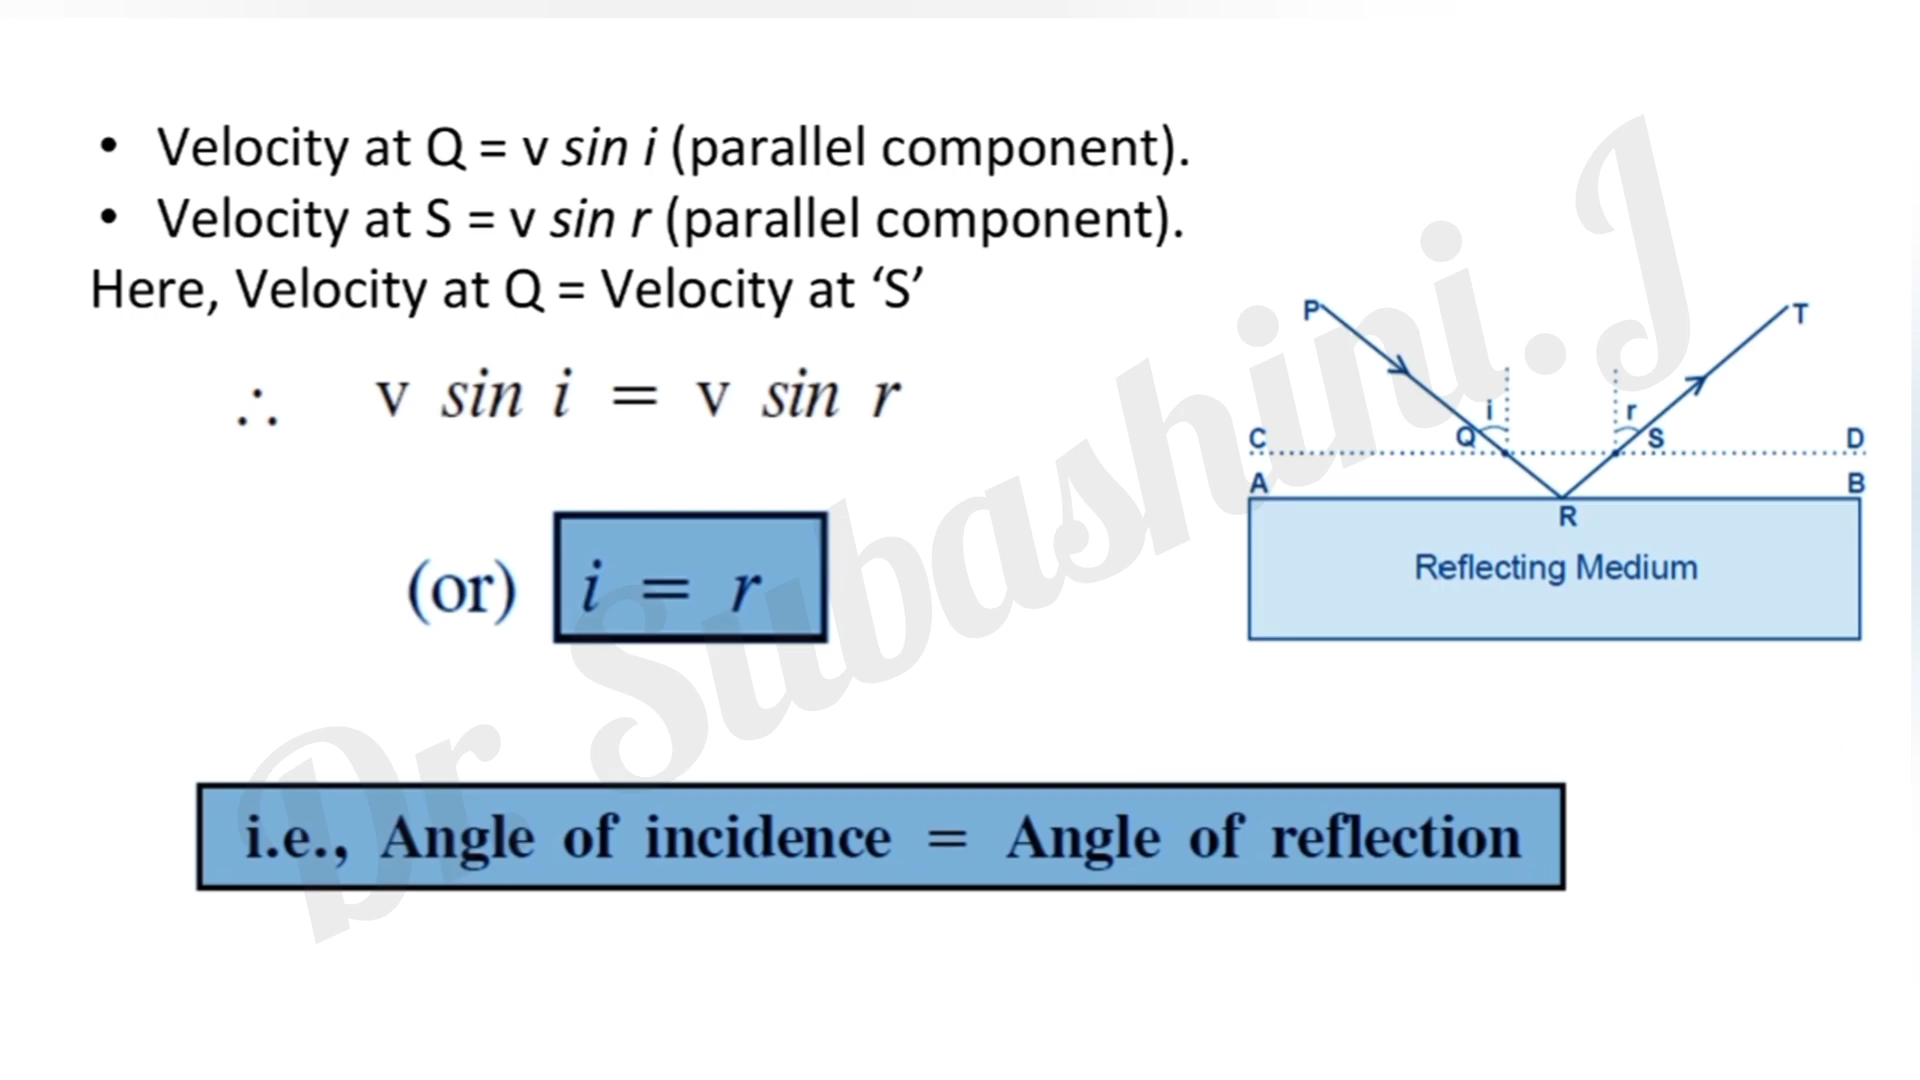 • Velocity at Q = v sin i (parallel component).
• Velocity at S = v sin r (parallel component).
Here, Velocity at Q = Velocity at ‘S’
∴ v sin i = v sin r
(or) i = r
i.e., Angle of incidence = Angle of reflection
P T
i r
Q S
C D
A B
R
Reflecting Medium
Dr Subashini.J